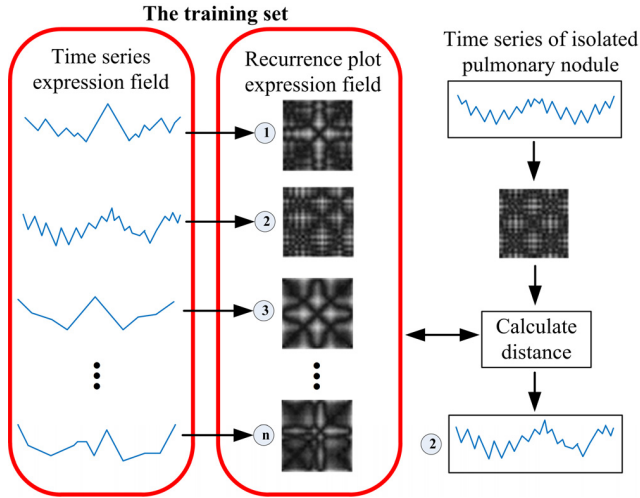 The training set
Time series
expression field
Recurrence plot
expression field
1
2
3
n
Time series of isolated
pulmonary nodule
Calculate
distance
2